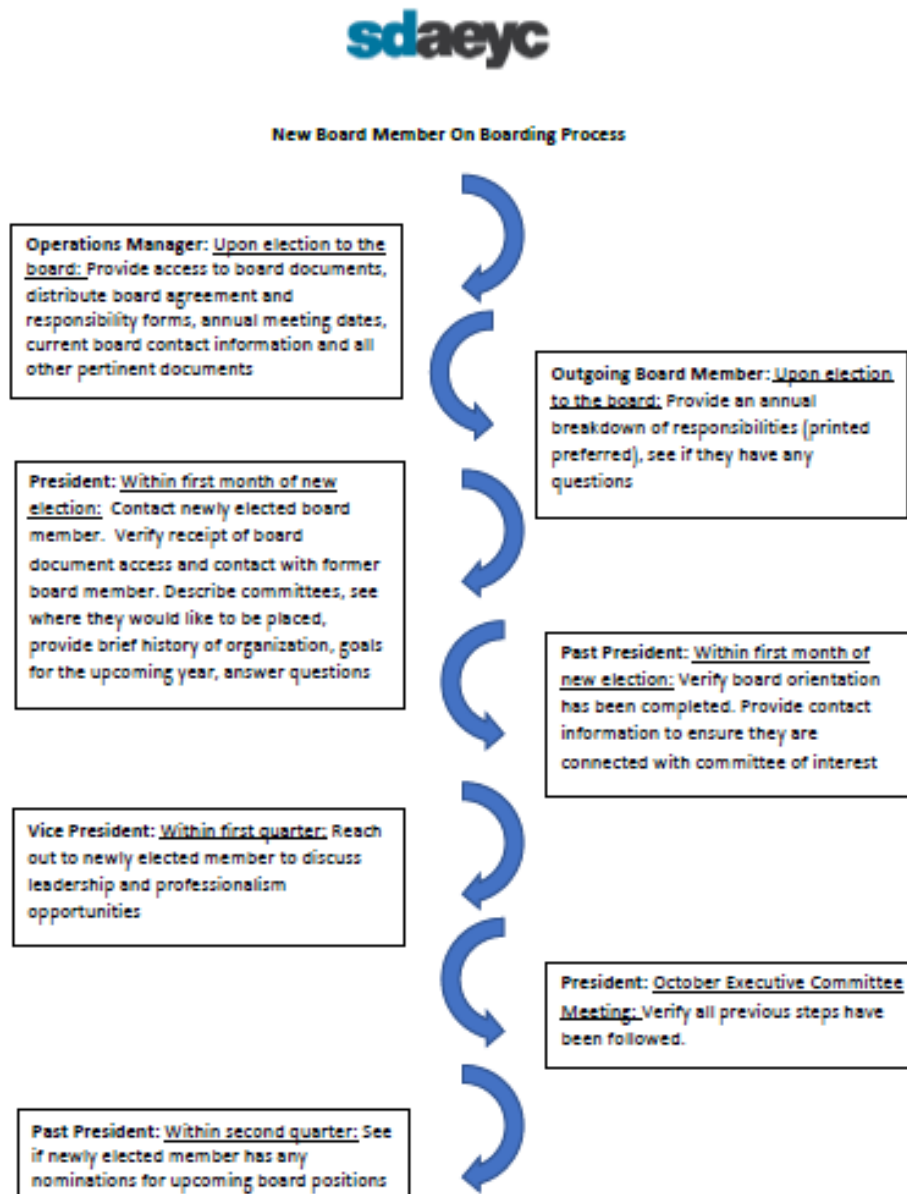 sdaeyc
New Board Member On Boarding Process
Operations Manager: Upon election to the
board: Provide access to board documents,
distribute board agreement and
responsibility forms, annual meeting dates,
current board contact information and all
other pertinent documents
Outgoing Board Member: Upon election
to the board: Provide an annual
breakdown of responsibilities (printed
preferred), see if they have any
questions
President: Within first month of new
election: Contact newly elected board
member. Verify receipt of board
document access and contact with former
board member. Describe committees, see
where they would like to be placed,
provide brief history of organization, goals
for the upcoming year, answer questions
Past President: Within first month of
new election: Verify board orientation
has been completed. Provide contact
information to ensure they are
connected with committee of interest
Vice President: Within first quarter: Reach
out to newly elected member to discuss
leadership and professionalism
opportunities
President: October Executive Committee
Meeting: Verify all previous steps have
been followed.
Past President: Within second quarter: See
if newly elected member has any
nominations for upcoming board positions